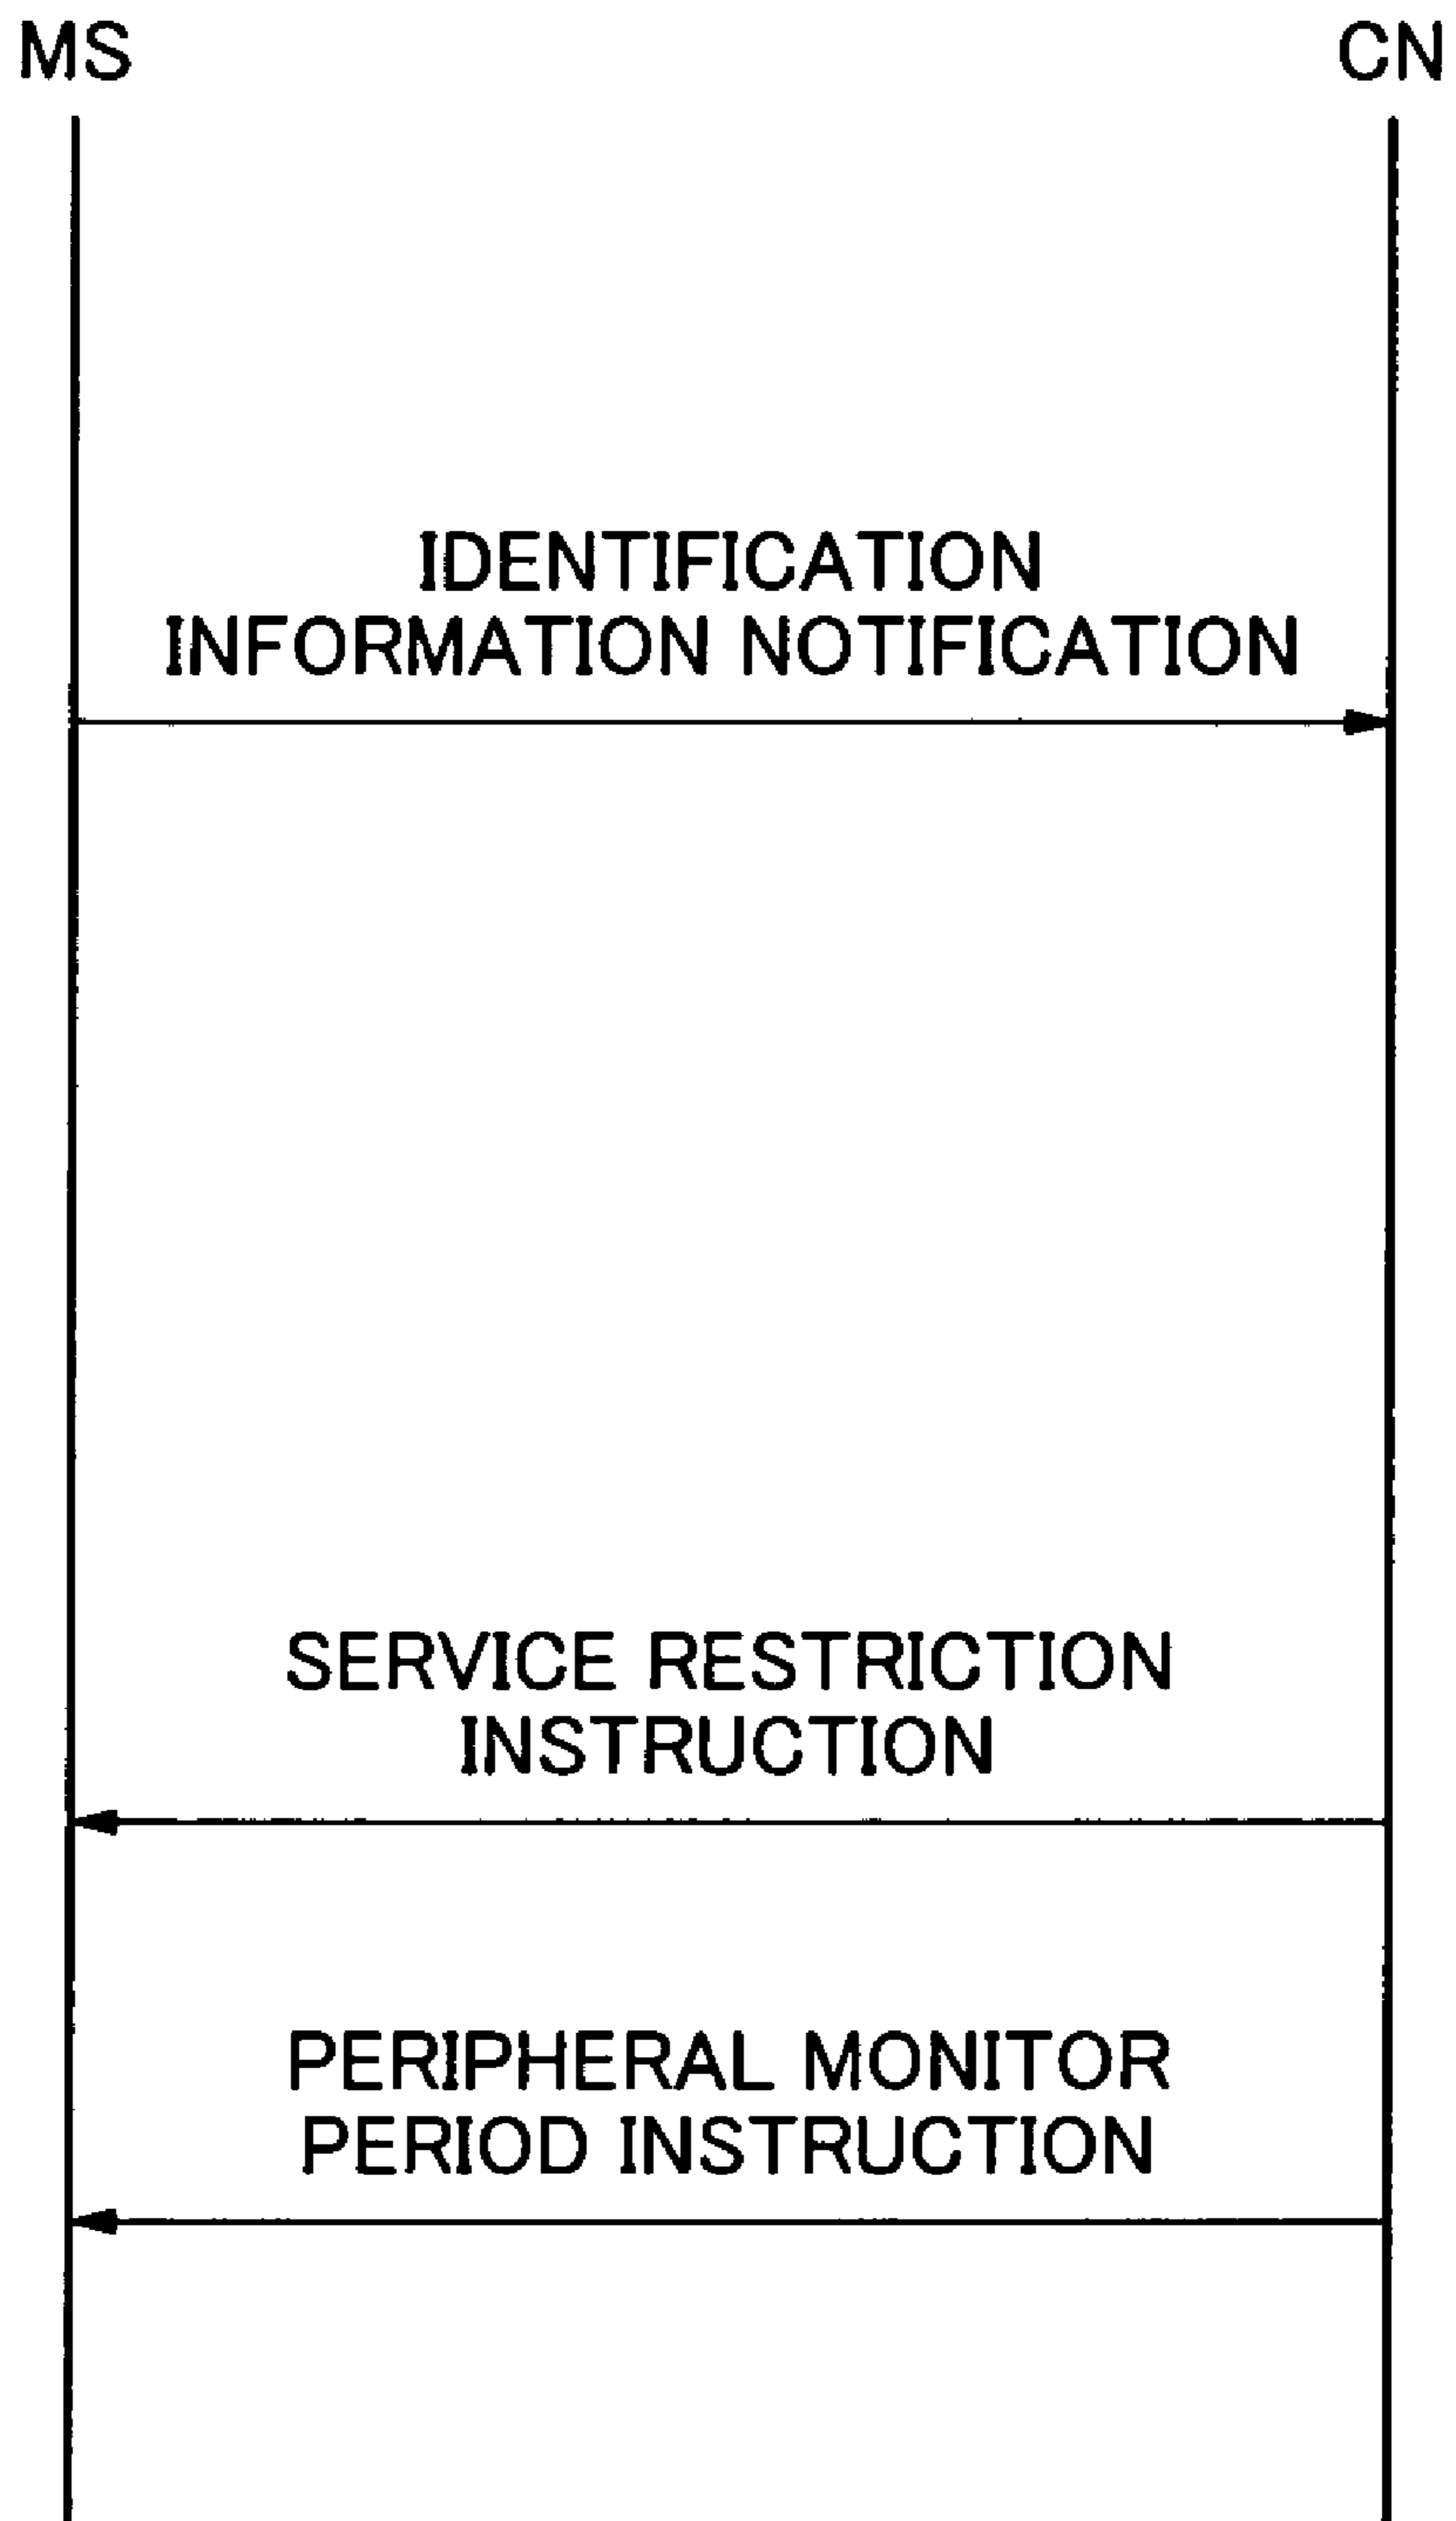 MS
CN
IDENTIFICATION
INFORMATION NOTIFICATION
SERVICE RESTRICTION
INSTRUCTION
PERIPHERAL MONITOR
PERIOD INSTRUCTION